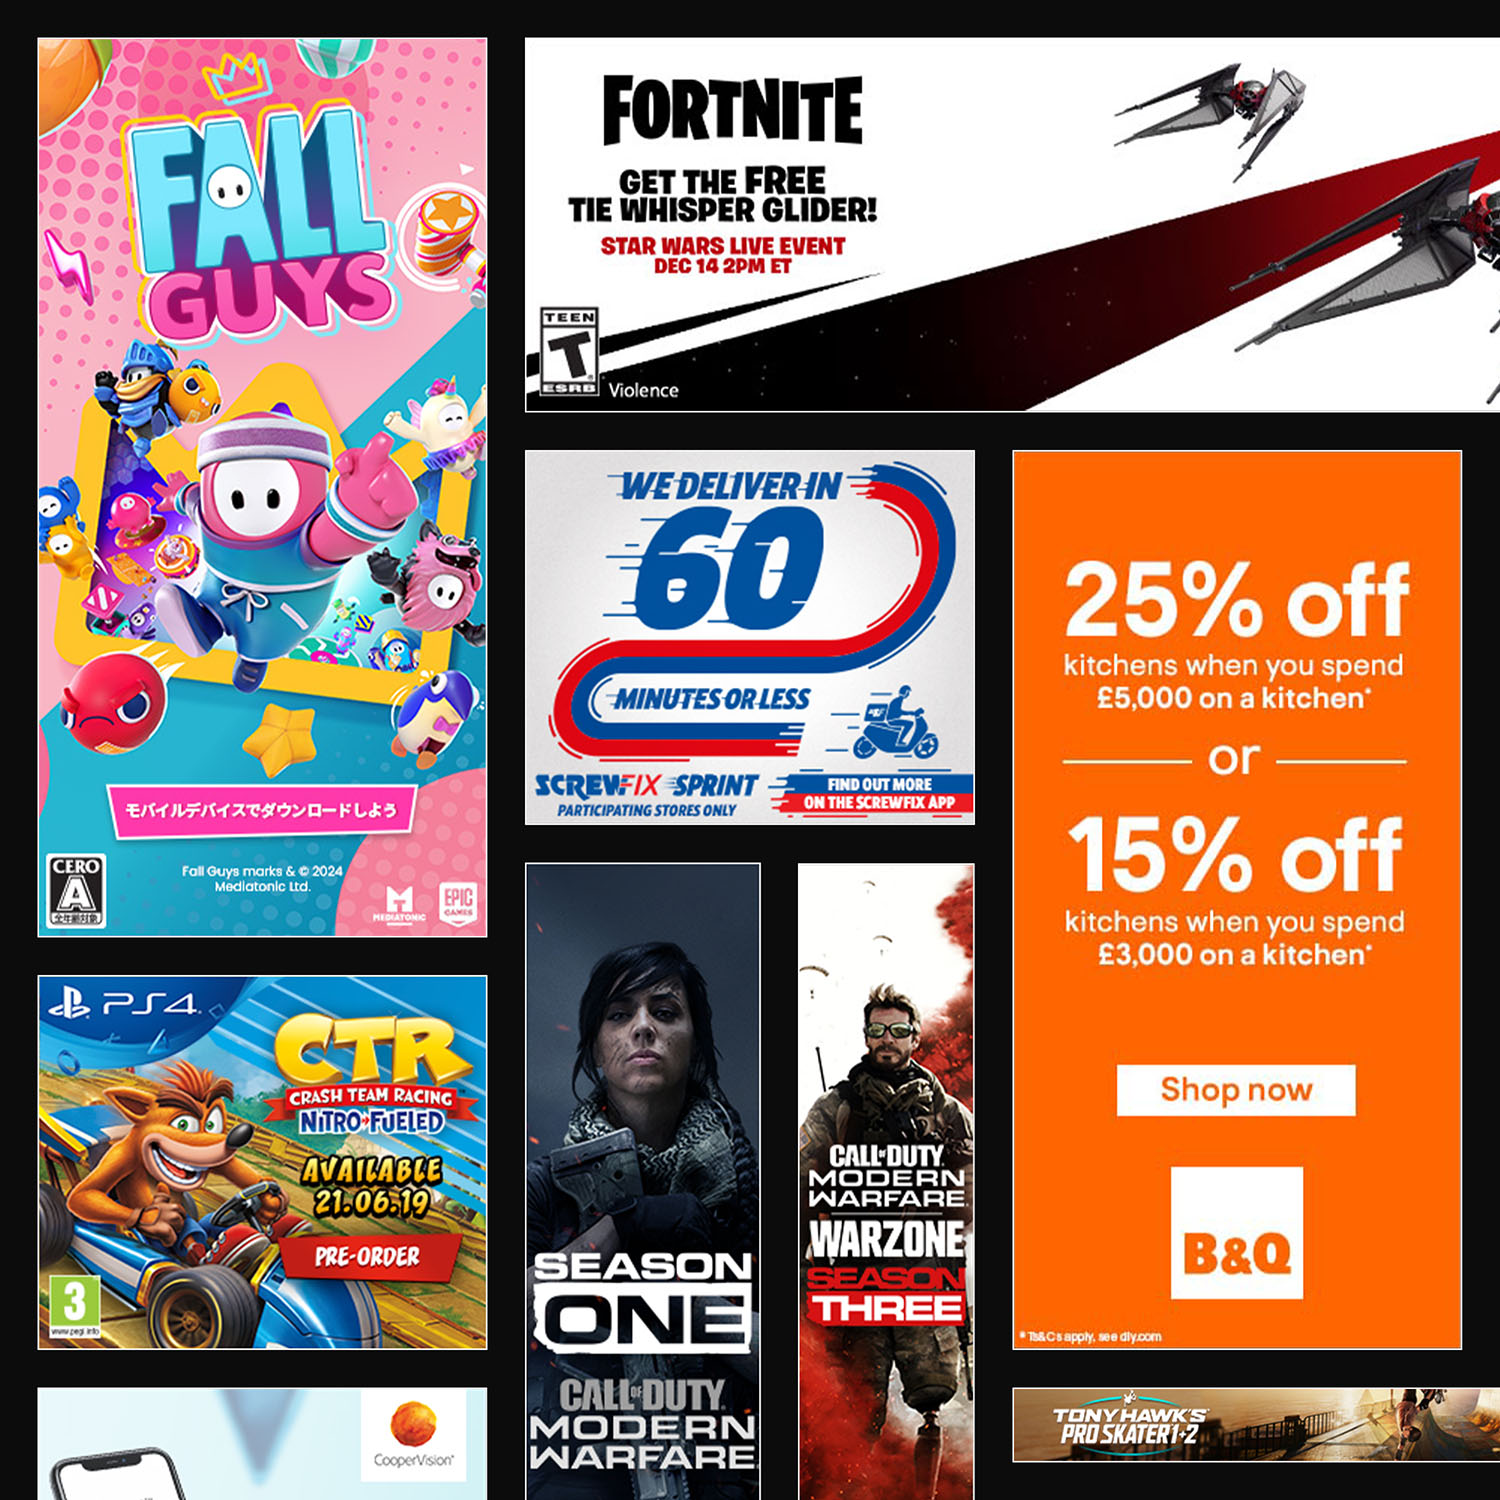 FALL
GUYS
モバイルデバイスでダウンロードしよう
CERO
A
全年齢対象
Fall Guys marks & © 2024
Mediatonic Ltd.
MEDIATONIC
EPIC
GAMES
FORTNITE
GET THE FREE
TIE WHISPER GLIDER!
STAR WARS LIVE EVENT
DEC 14 2PM ET
TEEN
T
ESRB
Violence
WE DELIVER IN
60
MINUTES OR LESS
SCREWFIX SPRINT
PARTICIPATING STORES ONLY
FIND OUT MORE
ON THE SCREWFIX APP
25% off
kitchens when you spend
£5,000 on a kitchen*
or
15% off
kitchens when you spend
£3,000 on a kitchen*
Shop now
B&Q
*Ts&Cs apply, see diy.com
PS4
CTR
CRASH TEAM RACING
NITRO-FUELED
AVAILABLE
21.06.19
PRE-ORDER
3
www.pegi.info
SEASON
ONE
CALL OF DUTY
MODERN
WARFARE
CALL OF DUTY
MODERN
WARFARE
WARZONE
SEASON
THREE
CooperVision®
TONY HAWK'S
PRO SKATER 1+2